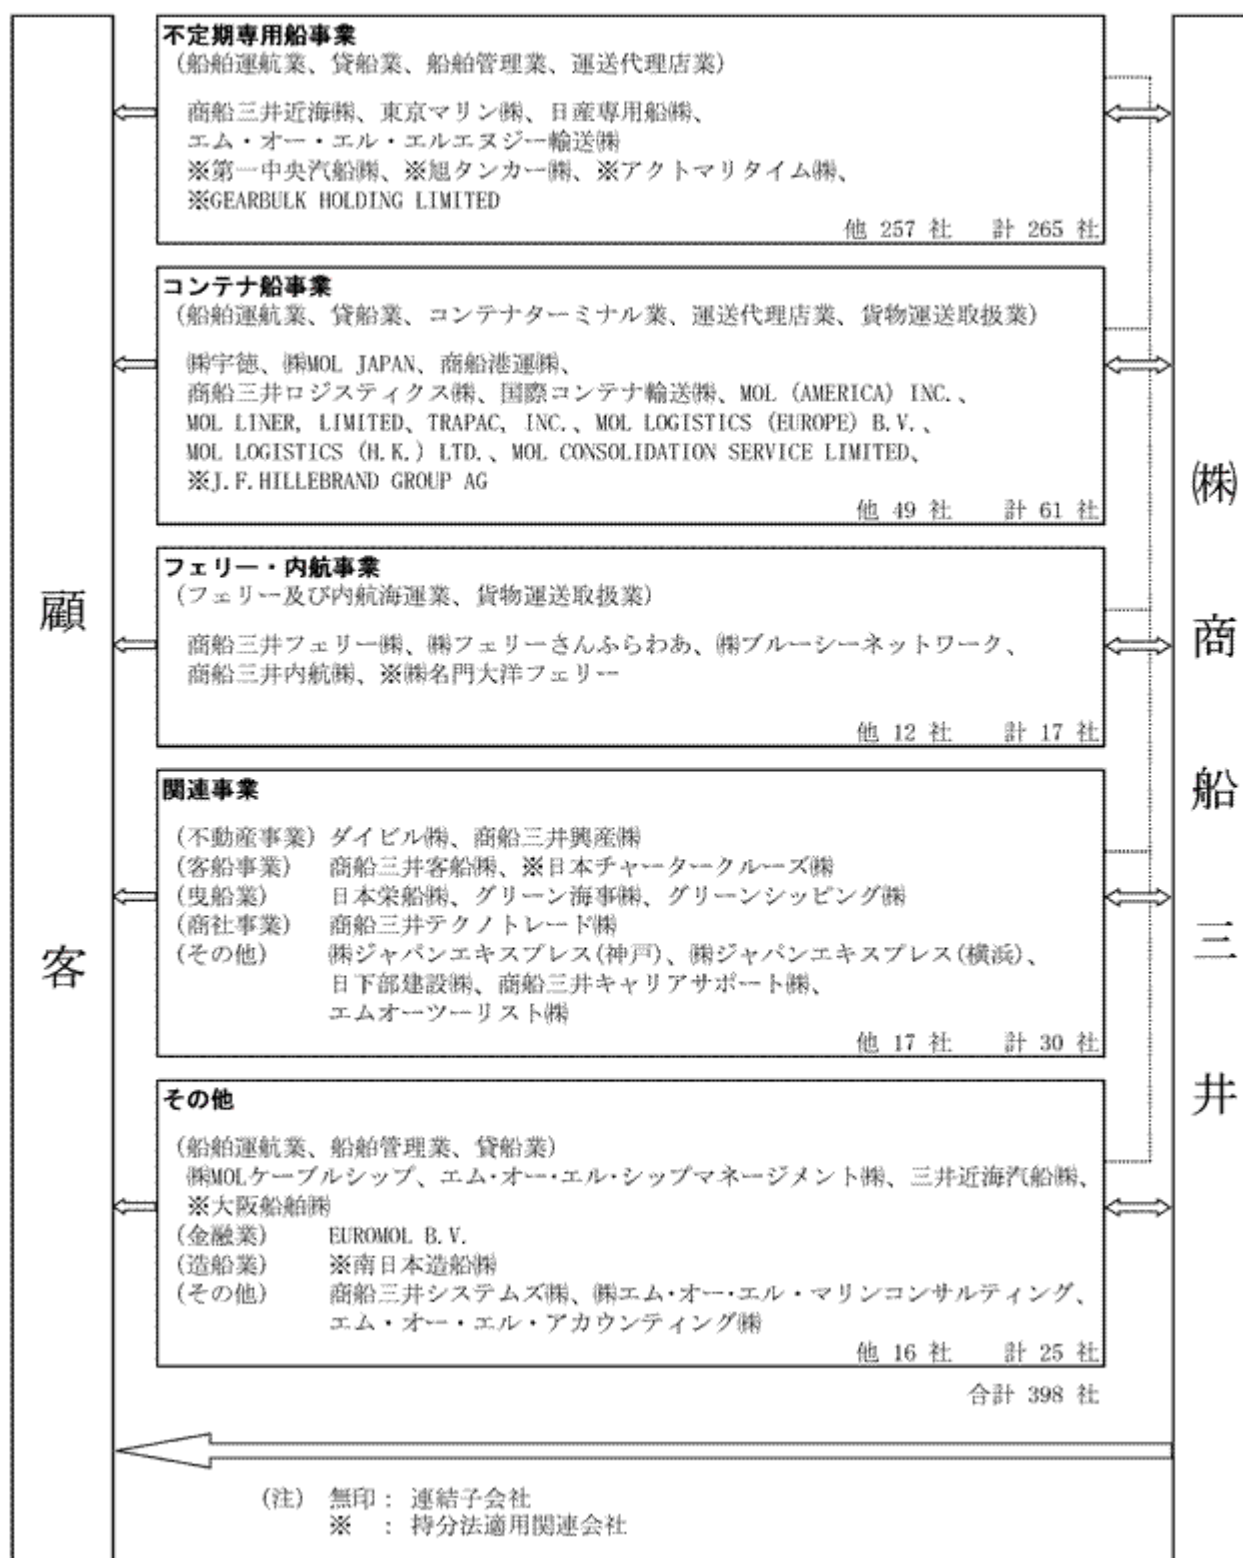 不定期専用船事業
(船舶運航業、貸船業、船舶管理業、運送代理店業)
商船三井近海㈱、東京マリン㈱、日産専用船㈱、
エム・オー・エル・エルエヌジー輸送㈱
※第一中央汽船㈱、※旭タンカー㈱、※アクトマリタイム㈱、
※GEARBULK HOLDING LIMITED
他 257 社 計 265 社
コンテナ船事業
(船舶運航業、貸船業、コンテナターミナル業、運送代理店業、貨物運送取扱業)
㈱宇徳、㈱MOL JAPAN、商船港運㈱、
商船三井ロジスティクス㈱、国際コンテナ輸送㈱、MOL (AMERICA) INC.、
MOL LINER, LIMITED、TRAPAC, INC.、MOL LOGISTICS (EUROPE) B.V.、
MOL LOGISTICS (H.K.) LTD.、MOL CONSOLIDATION SERVICE LIMITED、
※J.F.HILLEBRAND GROUP AG
他 49 社 計 61 社
フェリー・内航事業
(フェリー及び内航海運業、貨物運送取扱業)
商船三井フェリー㈱、㈱フェリーさんふらわあ、㈱ブルーシーネットワーク、
商船三井内航㈱、※㈱名門大洋フェリー
他 12 社 計 17 社
関連事業
(不動産事業) ダイビル㈱、商船三井興産㈱
(客船事業) 商船三井客船㈱、※日本チャータークルーズ㈱
(曳船業) 日本栄船㈱、グリーン海事㈱、グリーンシッピング㈱
(商社事業) 商船三井テクノトレード㈱
(その他) ㈱ジャパンエキスプレス(神戸)、㈱ジャパンエキスプレス(横浜)、
日下部建設㈱、商船三井キャリアサポート㈱、
エムオーツーリスト㈱
他 17 社 計 30 社
その他
(船舶運航業、船舶管理業、貸船業)
㈱MOLケーブルシップ、エム・オー・エル・シップマネージメント㈱、三井近海汽船㈱、
※大阪船舶㈱
(金融業) EUROMOL B.V.
(造船業) ※南日本造船㈱
(その他) 商船三井システムズ㈱、㈱エム・オー・エル・マリンコンサルティング、
エム・オー・エル・アカウンティング㈱
他 16 社 計 25 社
合計 398 社
(注) 無印: 連結子会社
※ : 持分法適用関連会社
顧客
㈱商船三井